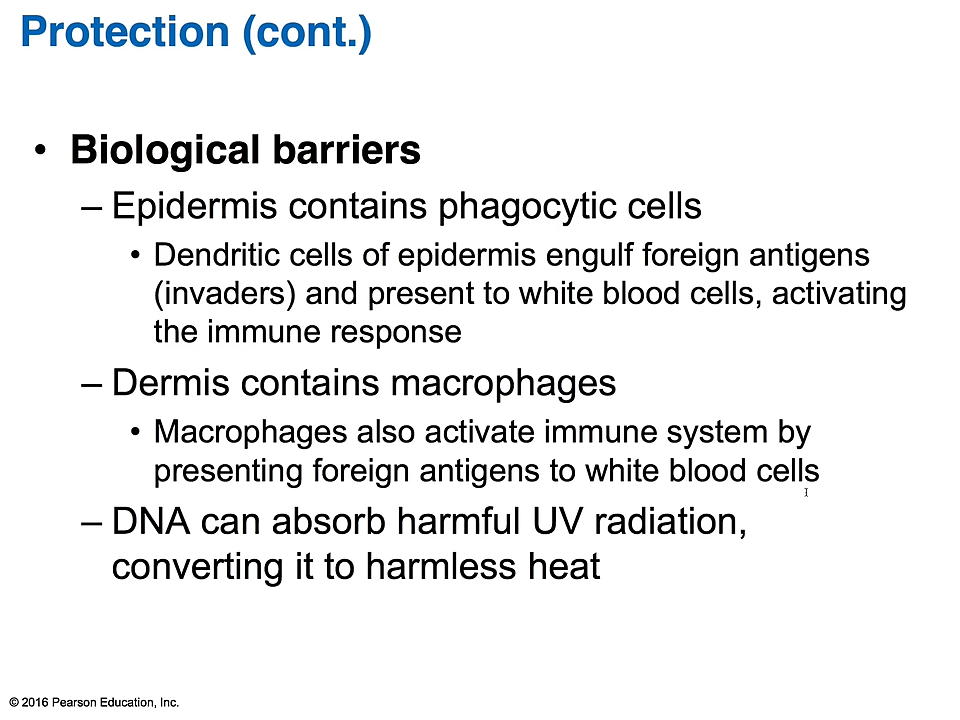 Protection (cont.)
• Biological barriers
– Epidermis contains phagocytic cells
• Dendritic cells of epidermis engulf foreign antigens
(invaders) and present to white blood cells, activating
the immune response
– Dermis contains macrophages
• Macrophages also activate immune system by
presenting foreign antigens to white blood cells
– DNA can absorb harmful UV radiation,
converting it to harmless heat
© 2016 Pearson Education, Inc.